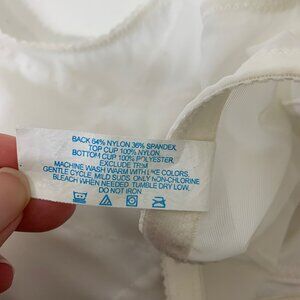 BACK 64% NYLON 36% SPANDEX
TOP CUP 100% NYLON.
BOTTOM CUP 100% POLYESTER.
EXCLUDE TRIM
MACHINE WASH WARM WITH LIKE COLORS.
GENTLE CYCLE, MILD SUDS. ONLY NON-CHLORINE
BLEACH WHEN NEEDED. TUMBLE DRY LOW.
DO NOT IRON.